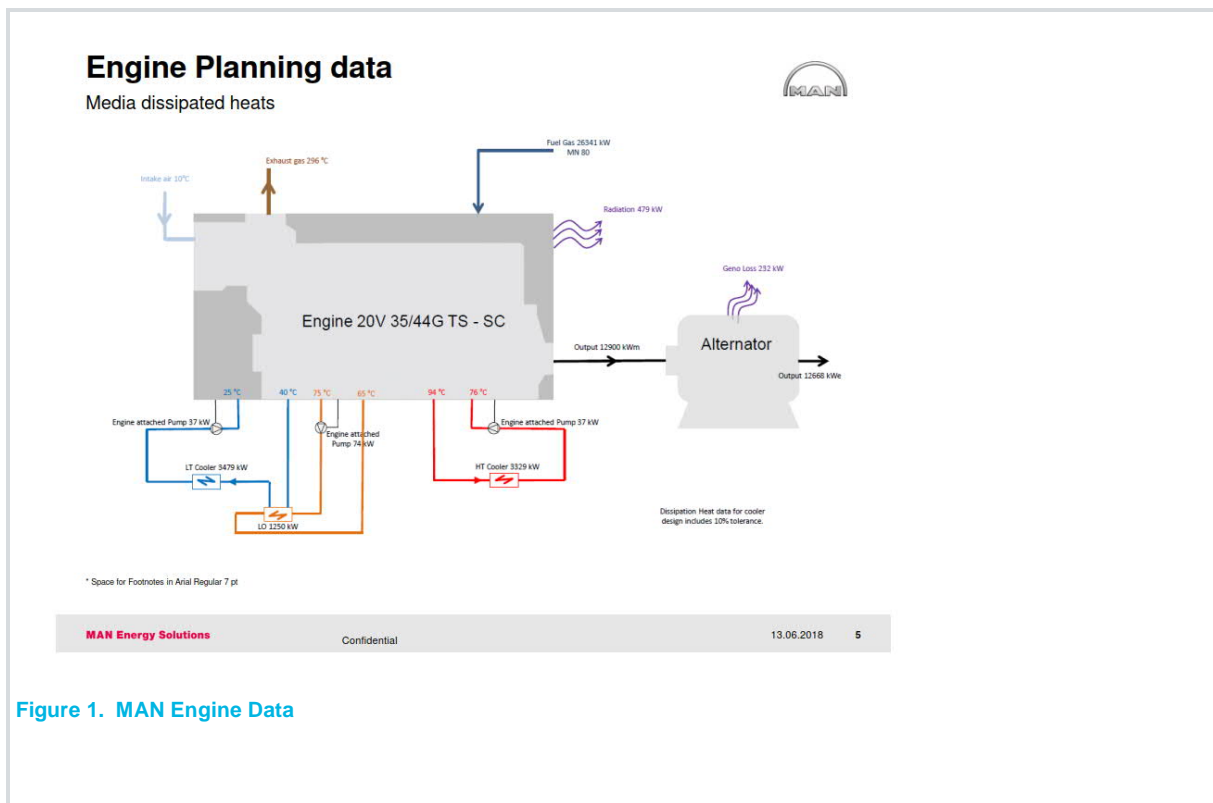 Engine Planning data
Media dissipated heats
MAN
Fuel Gas 26341 kW
MN 80
Exhaust gas 296 °C
Intake air 10°C
Radiation 479 kW
Geno Loss 232 kW
Engine 20V 35/44G TS - SC
Output 12900 kWm
Alternator
Output 12668 kWe
25 °C
40 °C
75 °C
65 °C
94 °C
76 °C
Engine attached Pump 37 kW
Engine attached
Pump 74 kW
Engine attached Pump 37 kW
LT Cooler 3479 kW
HT Cooler 3329 kW
LO 1250 kW
Dissipation Heat data for cooler
design includes 10% tolerance.
* Space for Footnotes in Arial Regular 7 pt
MAN Energy Solutions
Confidential
13.06.2018
5
Figure 1. MAN Engine Data